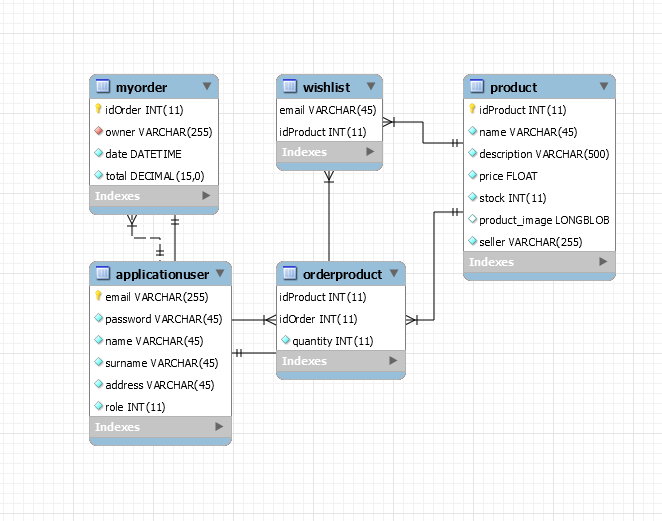 myorder
idOrder INT(11)
owner VARCHAR(255)
date DATETIME
total DECIMAL(15,0)
Indexes
wishlist
email VARCHAR(45)
idProduct INT(11)
Indexes
product
idProduct INT(11)
name VARCHAR(45)
description VARCHAR(500)
price FLOAT
stock INT(11)
product_image LONGBLOB
seller VARCHAR(255)
Indexes
applicationuser
email VARCHAR(255)
password VARCHAR(45)
name VARCHAR(45)
surname VARCHAR(45)
address VARCHAR(45)
role INT(11)
Indexes
orderproduct
idProduct INT(11)
idOrder INT(11)
quantity INT(11)
Indexes